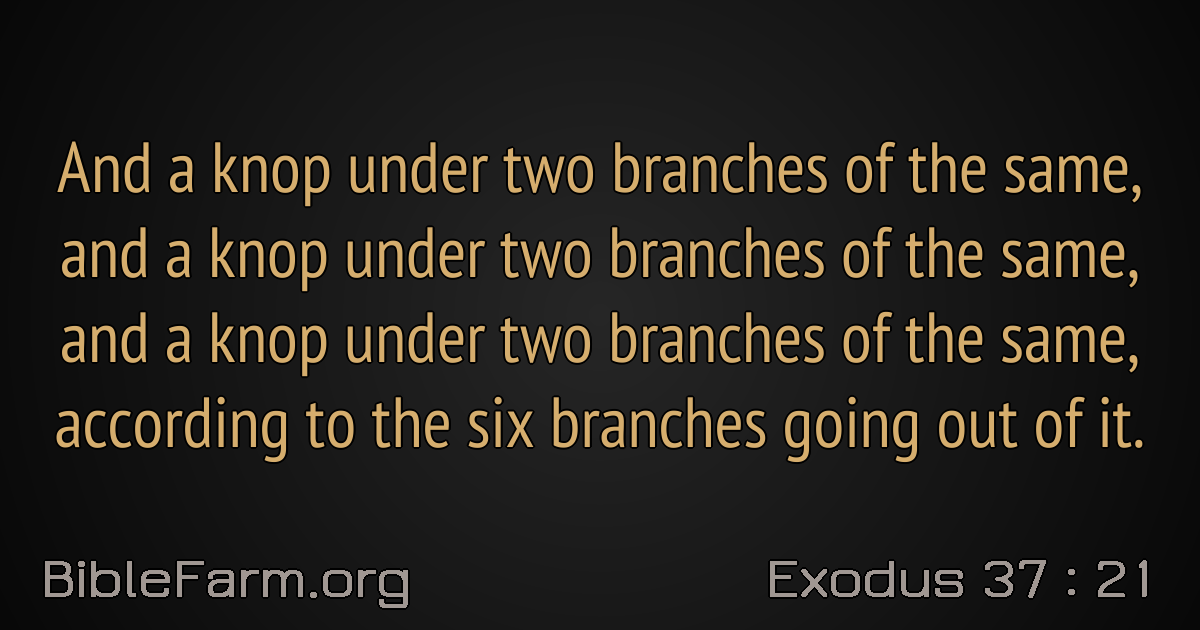 And a knop under two branches of the same,
and a knop under two branches of the same,
and a knop under two branches of the same,
according to the six branches going out of it.
BibleFarm.org
Exodus 37 : 21